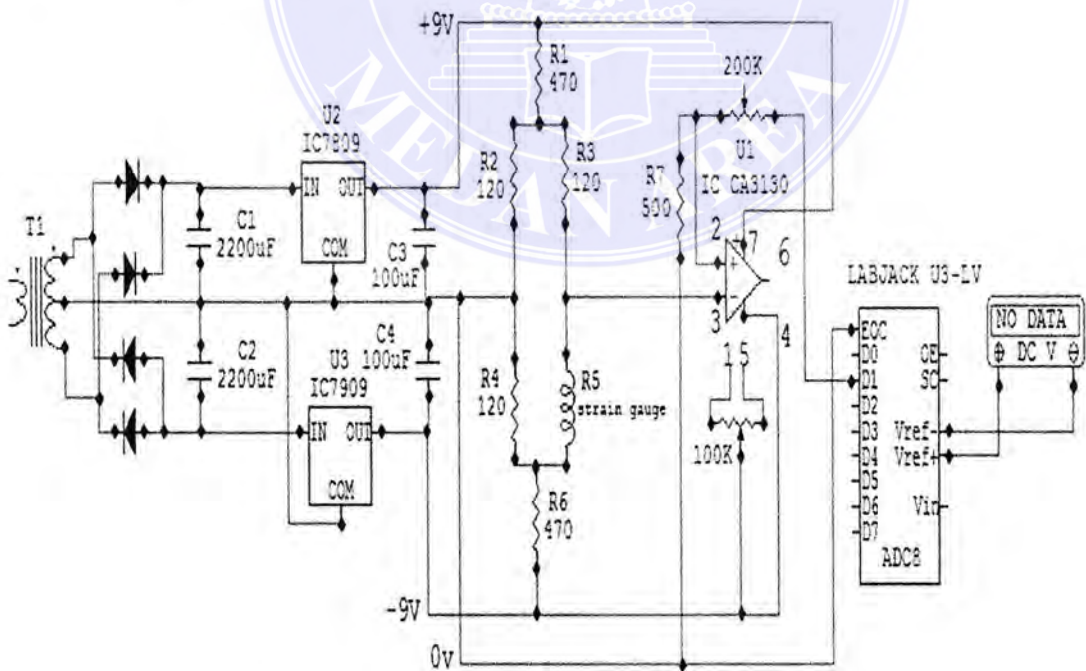 +9V
R1
470
200K
U2
IC7809
R2
120
R3
120
R7
500
U1
IC CA3130
MEDAN AREA
IN OUT
COM
T1
C1
2200uF
C3
100uF
2
7
6
3
4
1 5
LABJACK U3-LV
NO DATA
DC V
EOC
D0
D1
D2
D3
D4
D5
D6
D7
OE
SC
Vref-
Vref+
Vin
ADC8
C2
2200uF
U3
IC7909
C4
100uF
IN OUT
COM
R4
120
R5
strain gauge
100K
R6
470
-9V
0v